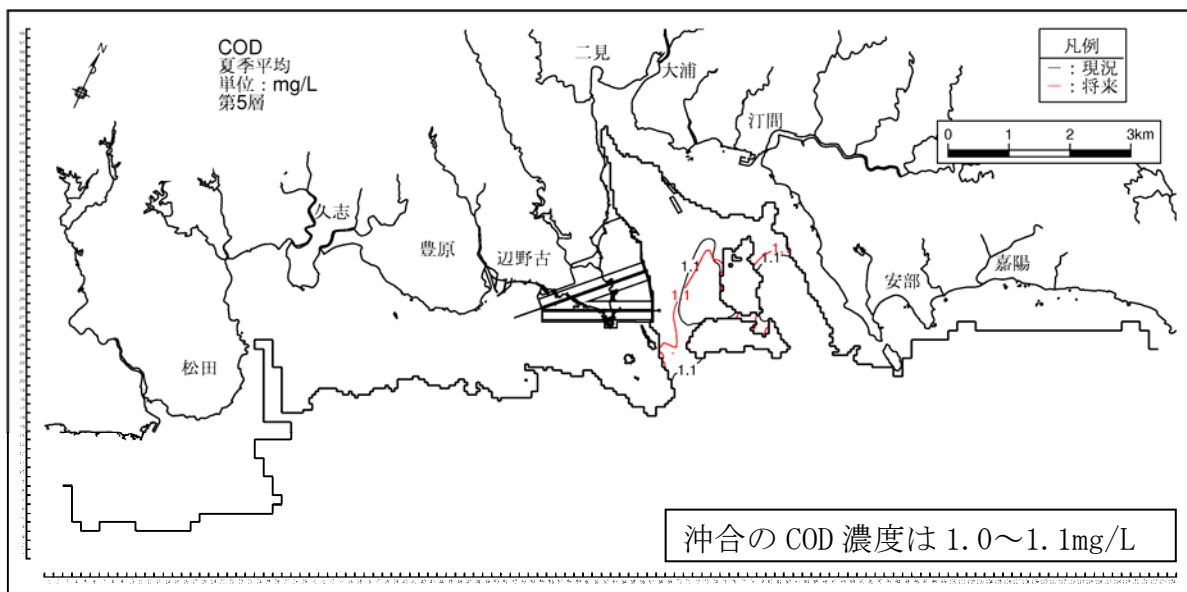 COD
夏季平均
単位：mg/L
第5層
N
凡例
－：現況
－：将来
0 1 2 3km
二見
大浦
汀間
久志
豊原
辺野古
安部
嘉陽
松田
1.1
1.1
1.1
1.1
1.1
沖合の COD 濃度は 1.0～1.1mg/L